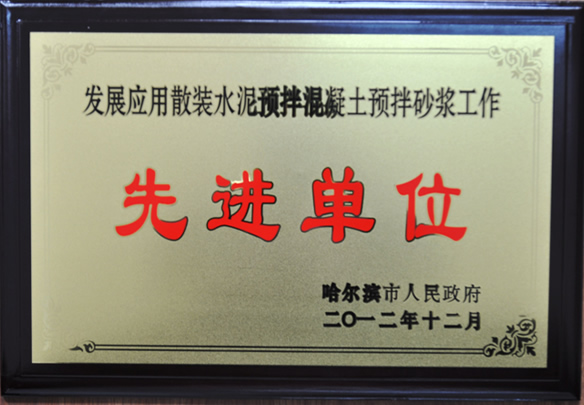 发展应用散装水泥预拌混凝土预拌砂浆工作
先进单位
哈尔滨市人民政府
二〇一二年十二月